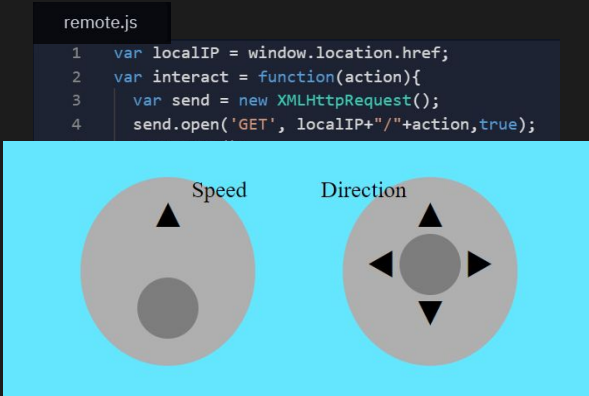 remote.js
1 var localIP = window.location.href;
2 var interact = function(action){
3 var send = new XMLHttpRequest();
4 send.open('GET', localIP+"/"+action,true);
Speed Direction